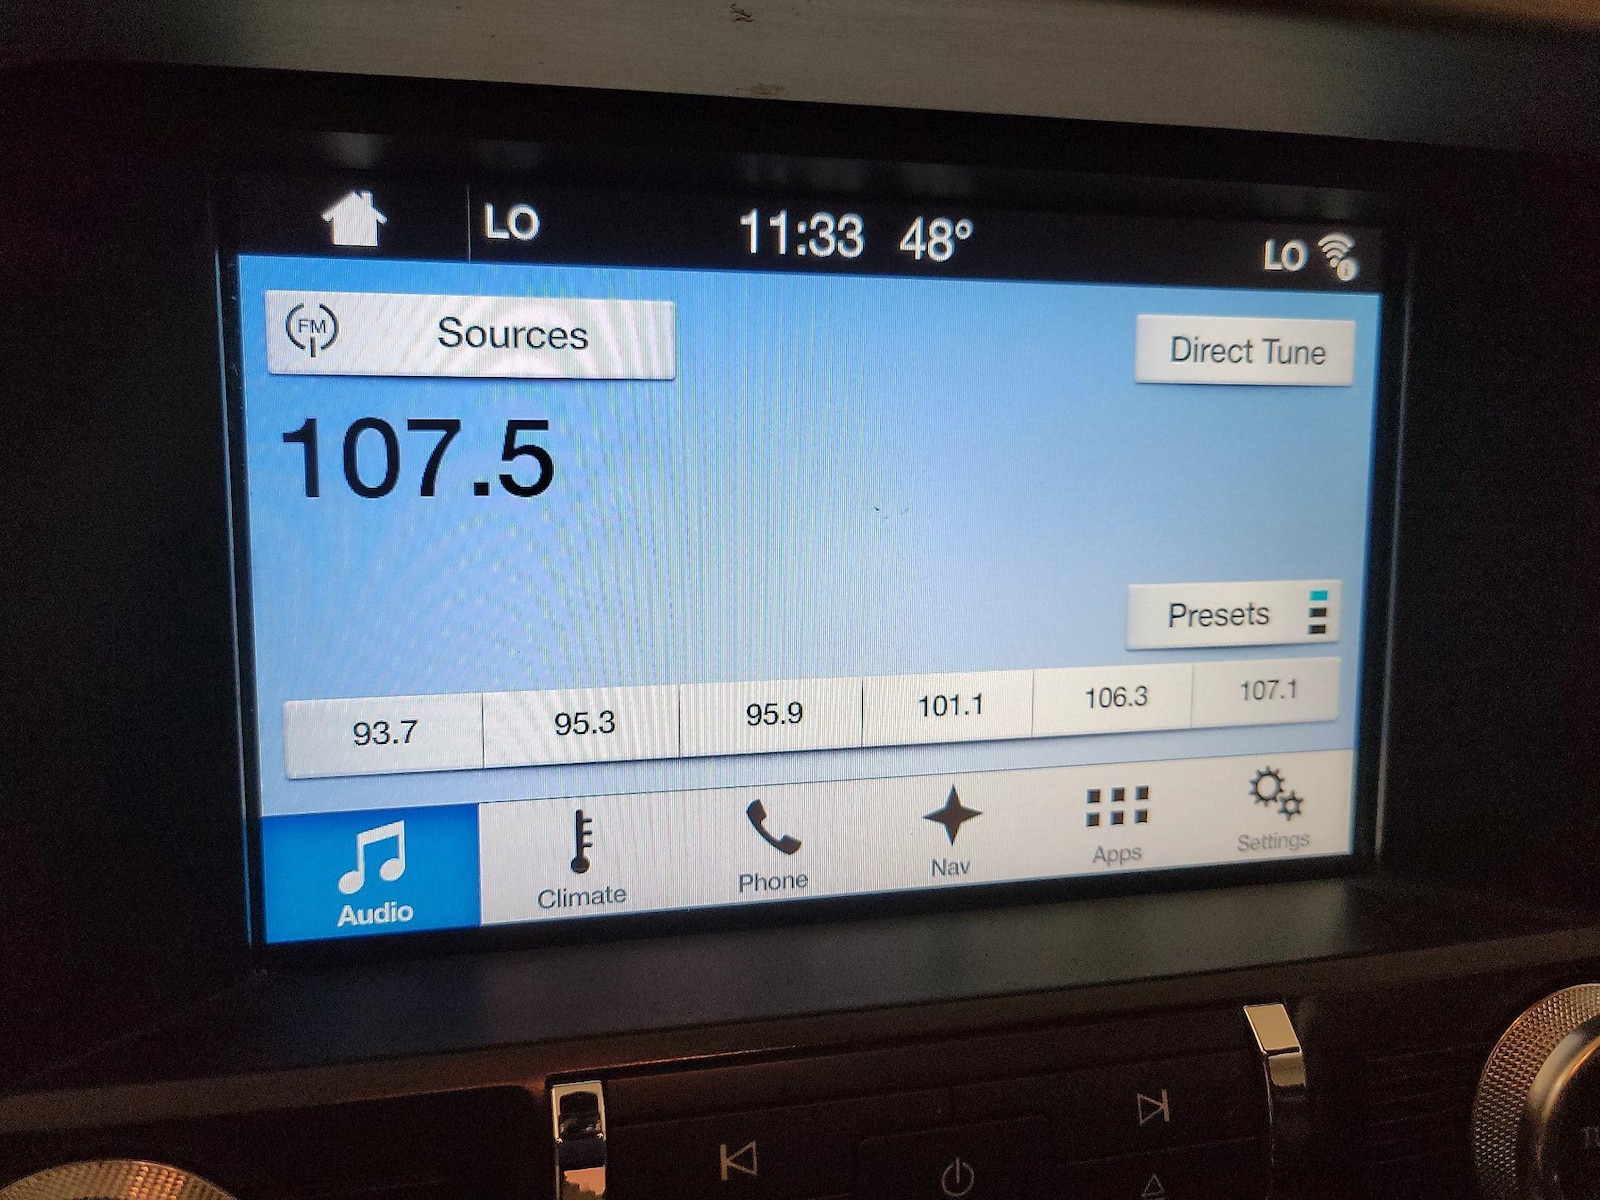 LO 11:33 48° LO
FM Sources
Direct Tune
107.5
Presets
93.7 95.3 95.9 101.1 106.3 107.1
Audio Climate Phone Nav Apps Settings